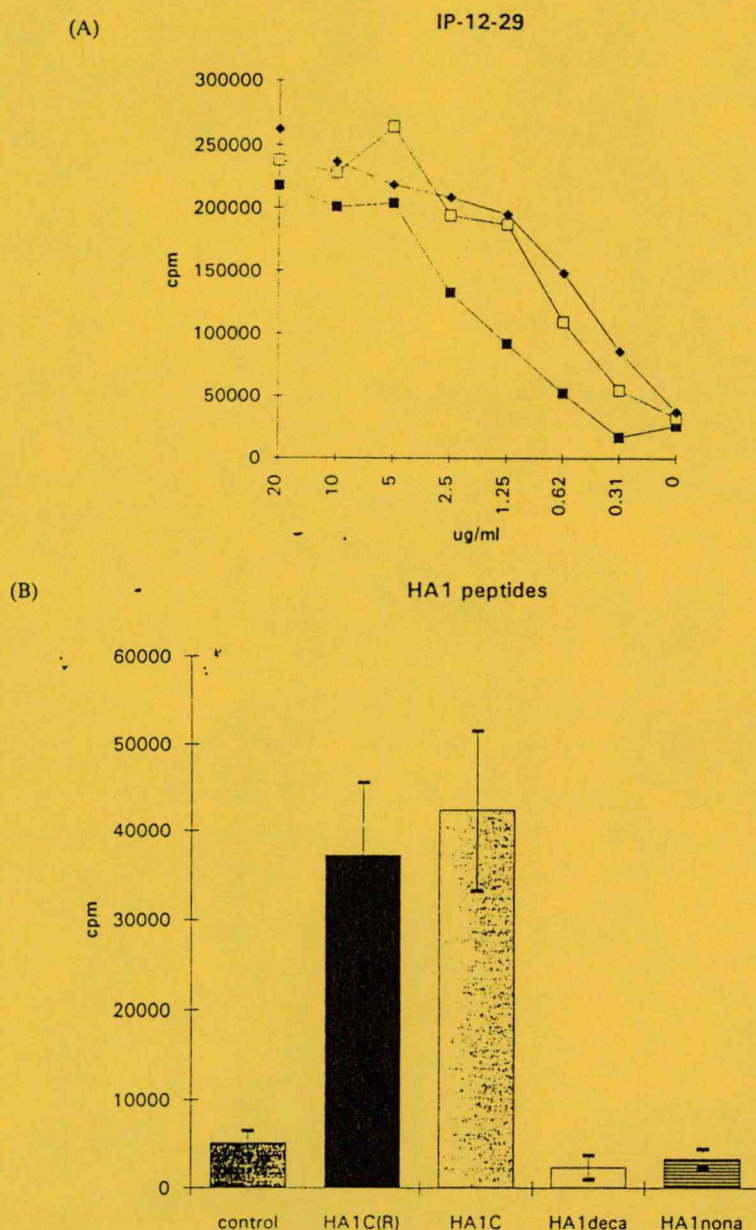 (A)
IP-12-29
300000
250000
200000
150000
100000
50000
0
cpm
20
10
5
2.5
1.25
0.62
0.31
0
ug/ml
(B)
HA1 peptides
60000
50000
40000
30000
20000
10000
0
cpm
control
HA1C(R)
HA1C
HA1deca
HA1nona